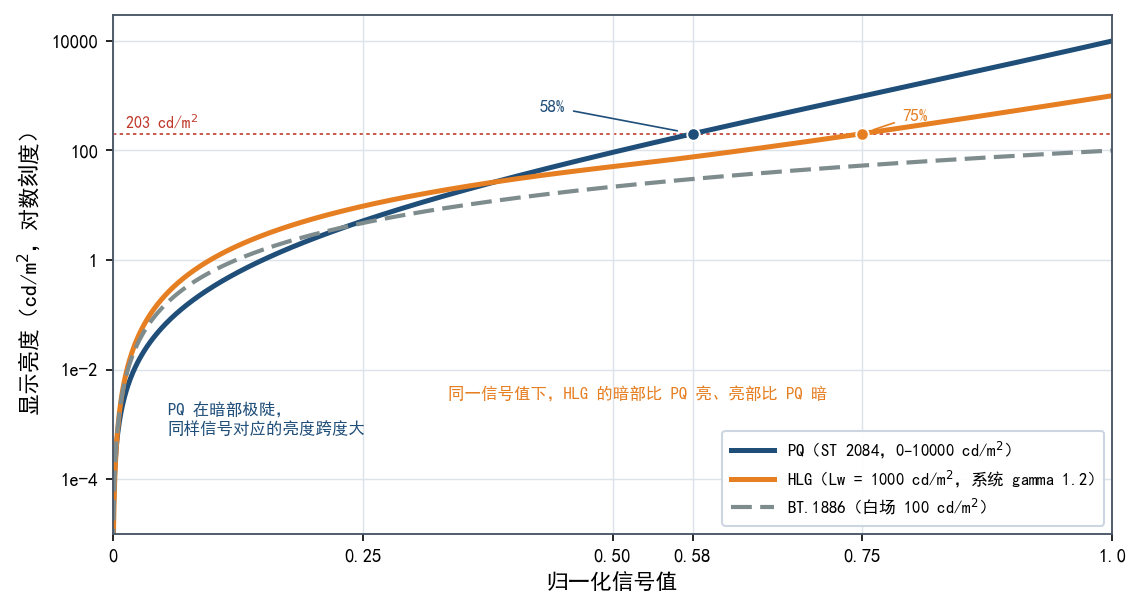 10000
100
1
1e-2
1e-4
显示亮度（cd/m²，对数刻度）
203 cd/m²
58%
75%
PQ 在暗部极陡，
同样信号对应的亮度跨度大
同一信号值下，HLG 的暗部比 PQ 亮、亮部比 PQ 暗
PQ（ST 2084，0–10000 cd/m²）
HLG（Lw = 1000 cd/m²，系统 gamma 1.2）
BT.1886（白场 100 cd/m²）
0 0.25 0.50 0.58 0.75 1.0
归一化信号值